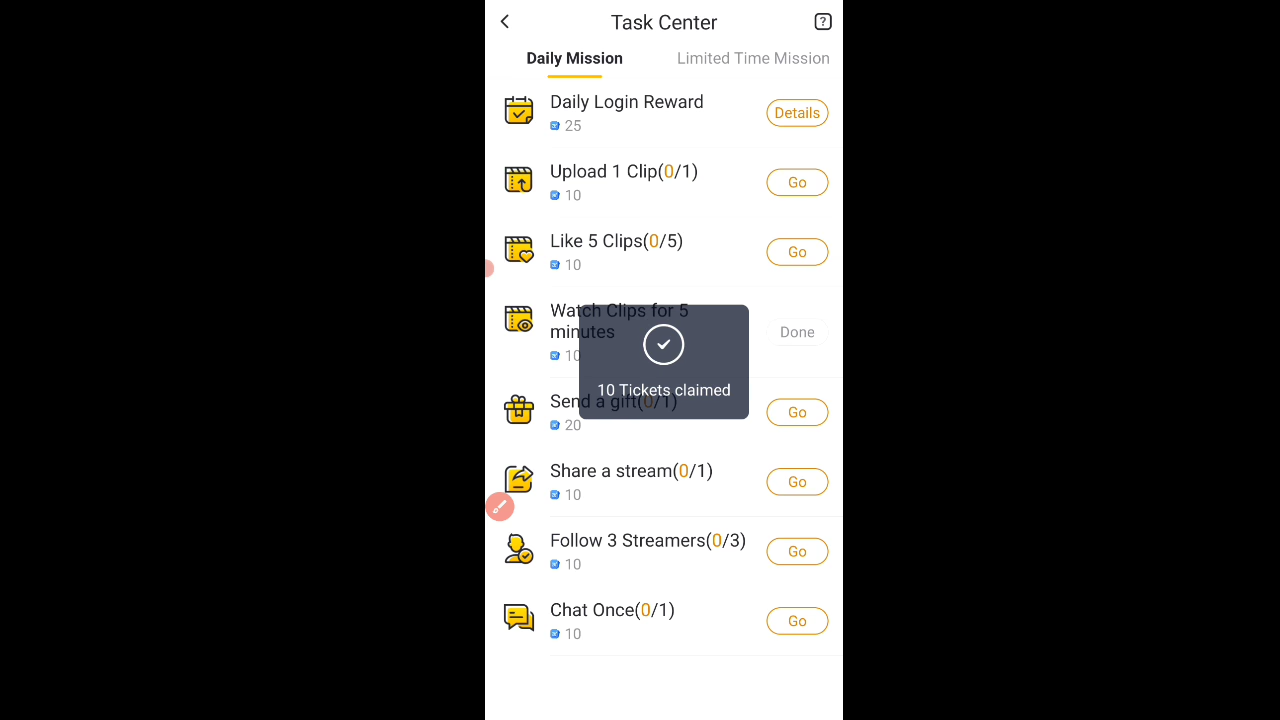 Task Center
?
Daily Mission
Limited Time Mission
Daily Login Reward
25
Details
Upload 1 Clip(0/1)
10
Go
Like 5 Clips(0/5)
10
Go
Watch Clips for 5
minutes
10
Done
10 Tickets claimed
Send a gift(0/1)
20
Go
Share a stream(0/1)
10
Go
Follow 3 Streamers(0/3)
10
Go
Chat Once(0/1)
10
Go